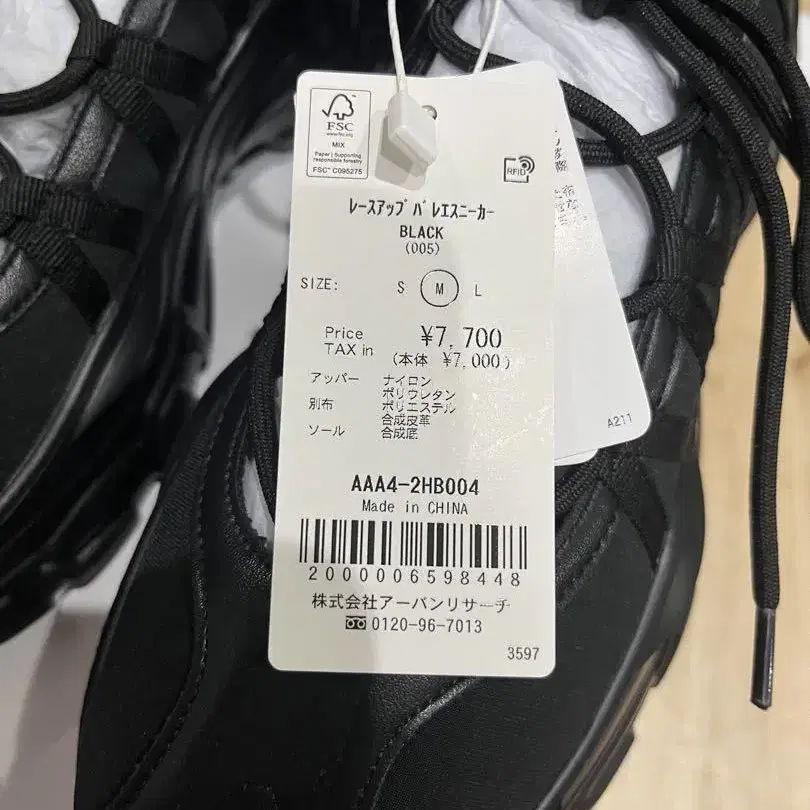 FSC
www.fsc.org
MIX
Paper | Supporting
responsible forestry
FSC™ C095275
RFID
ﾚｰｽｱｯﾌﾟﾊﾞﾚｴｽﾆｰｶｰ
BLACK
(005)
SIZE: S M L
Price ¥7,700
TAX in (本体 ¥7,000)
アッパー ナイロン
ポリウレタン
別布 ポリエステル
合成皮革
ソール 合成底
AAA4-2HB004
Made in CHINA
2000006598448
株式会社アーバンリサーチ
0120-96-7013
3597
A211